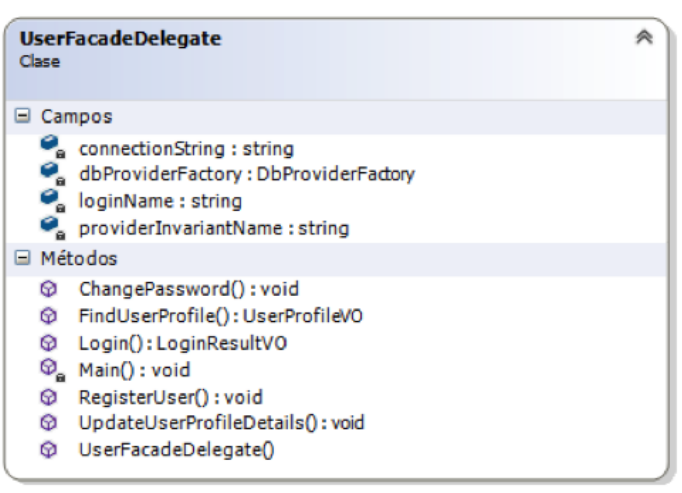 UserFacadeDelegate
Clase
Campos
connectionString : string
dbProviderFactory : DbProviderFactory
loginName : string
providerInvariantName : string
Métodos
ChangePassword() : void
FindUserProfile() : UserProfileVO
Login() : LoginResultVO
Main() : void
RegisterUser() : void
UpdateUserProfileDetails() : void
UserFacadeDelegate()